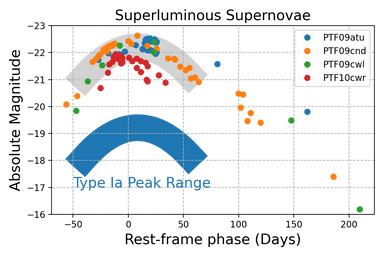 Superluminous Supernovae
−23
−22
−21
−20
−19
−18
−17
−16
Absolute Magnitude
PTF09atu
PTF09cnd
PTF09cwl
PTF10cwr
Type Ia Peak Range
−50
0
50
100
150
200
Rest-frame phase (Days)